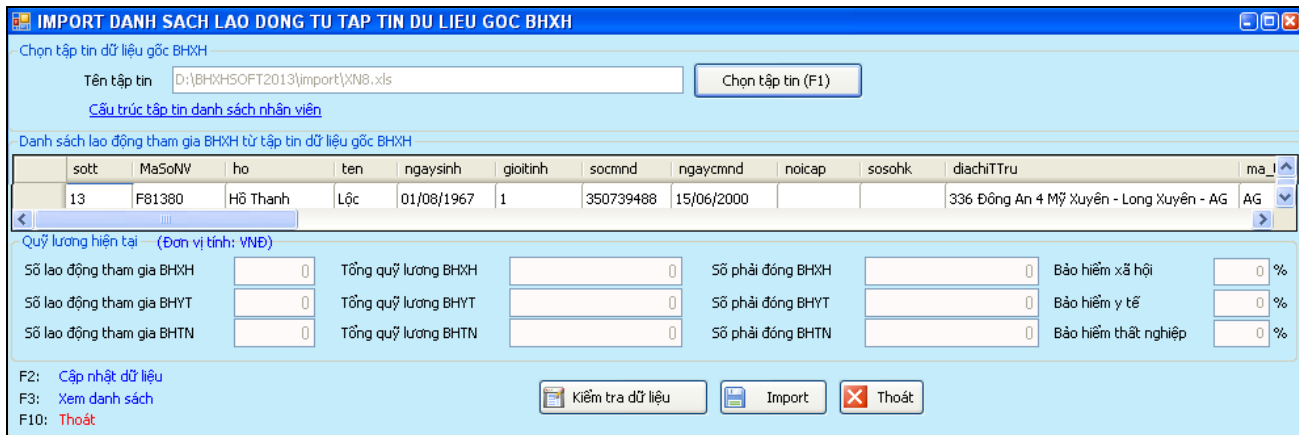 IMPORT DANH SACH LAO DONG TU TAP TIN DU LIEU GOC BHXH
Chọn tập tin dữ liệu gốc BHXH
Tên tập tin D:\BHXHSOFT2013\import\XN8.xls Chọn tập tin (F1)
Cấu trúc tập tin danh sách nhân viên
Danh sách lao động tham gia BHXH từ tập tin dữ liệu gốc BHXH
sott MaSoNV ho ten ngaysinh gioitinh socmnd ngaycmnd noicap sosohk diachiTTru
13 F81380 Hồ Thanh Lộc 01/08/1967 1 350739488 15/06/2000 336 Đông An 4 Mỹ Xuyên - Long Xuyên - AG AG
Quỹ lương hiện tại (Đơn vị tính: VNĐ)
Số lao động tham gia BHXH 0 Tổng quỹ lương BHXH 0 Số phải đóng BHXH 0 Bảo hiểm xã hội 0 %
Số lao động tham gia BHYT 0 Tổng quỹ lương BHYT 0 Số phải đóng BHYT 0 Bảo hiểm y tế 0 %
Số lao động tham gia BHTN 0 Tổng quỹ lương BHTN 0 Số phải đóng BHTN 0 Bảo hiểm thất nghiệp 0 %
F2: Cập nhật dữ liệu
F3: Xem danh sách
F10: Thoát
Kiểm tra dữ liệu Import Thoát